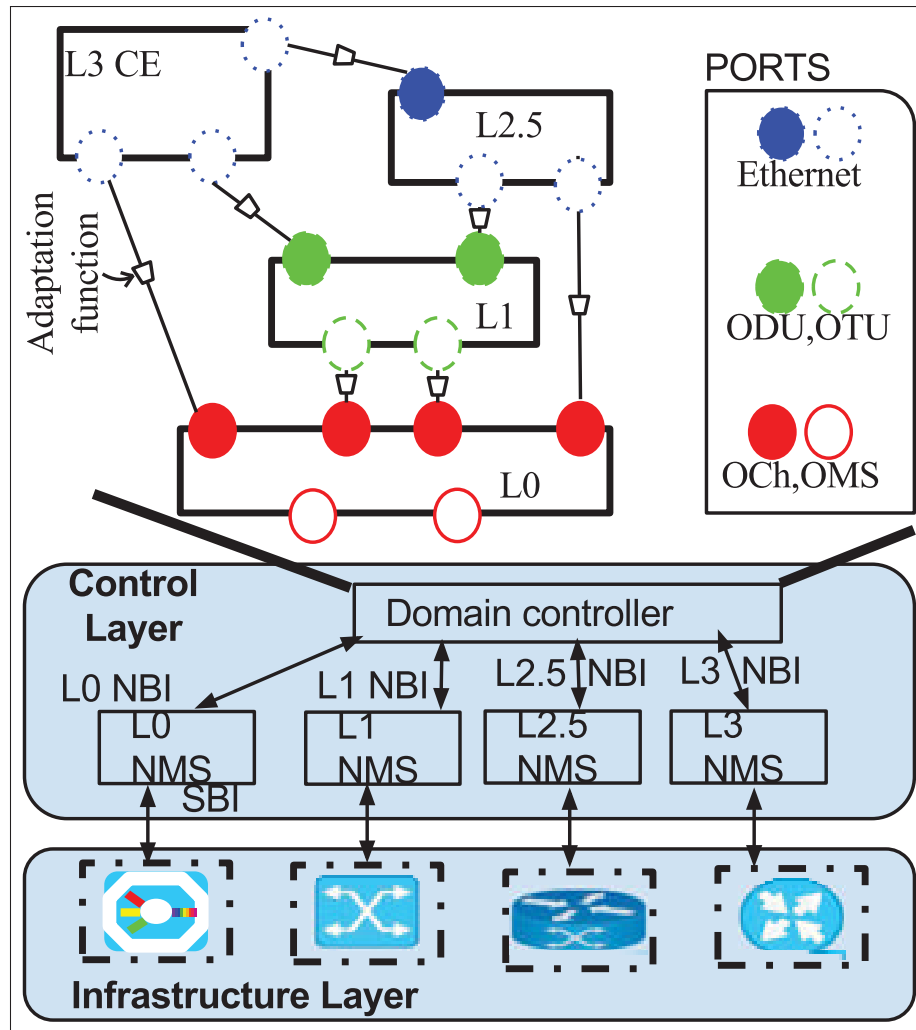 L3 CE
L2.5
L1
L0
Adaptation
function
PORTS
Ethernet
ODU,OTU
OCh,OMS
Control
Layer
Domain controller
L0 NBI
L1 NBI
L2.5 NBI
L3 NBI
L0
NMS
L1
NMS
L2.5
NMS
L3
NMS
SBI
Infrastructure Layer